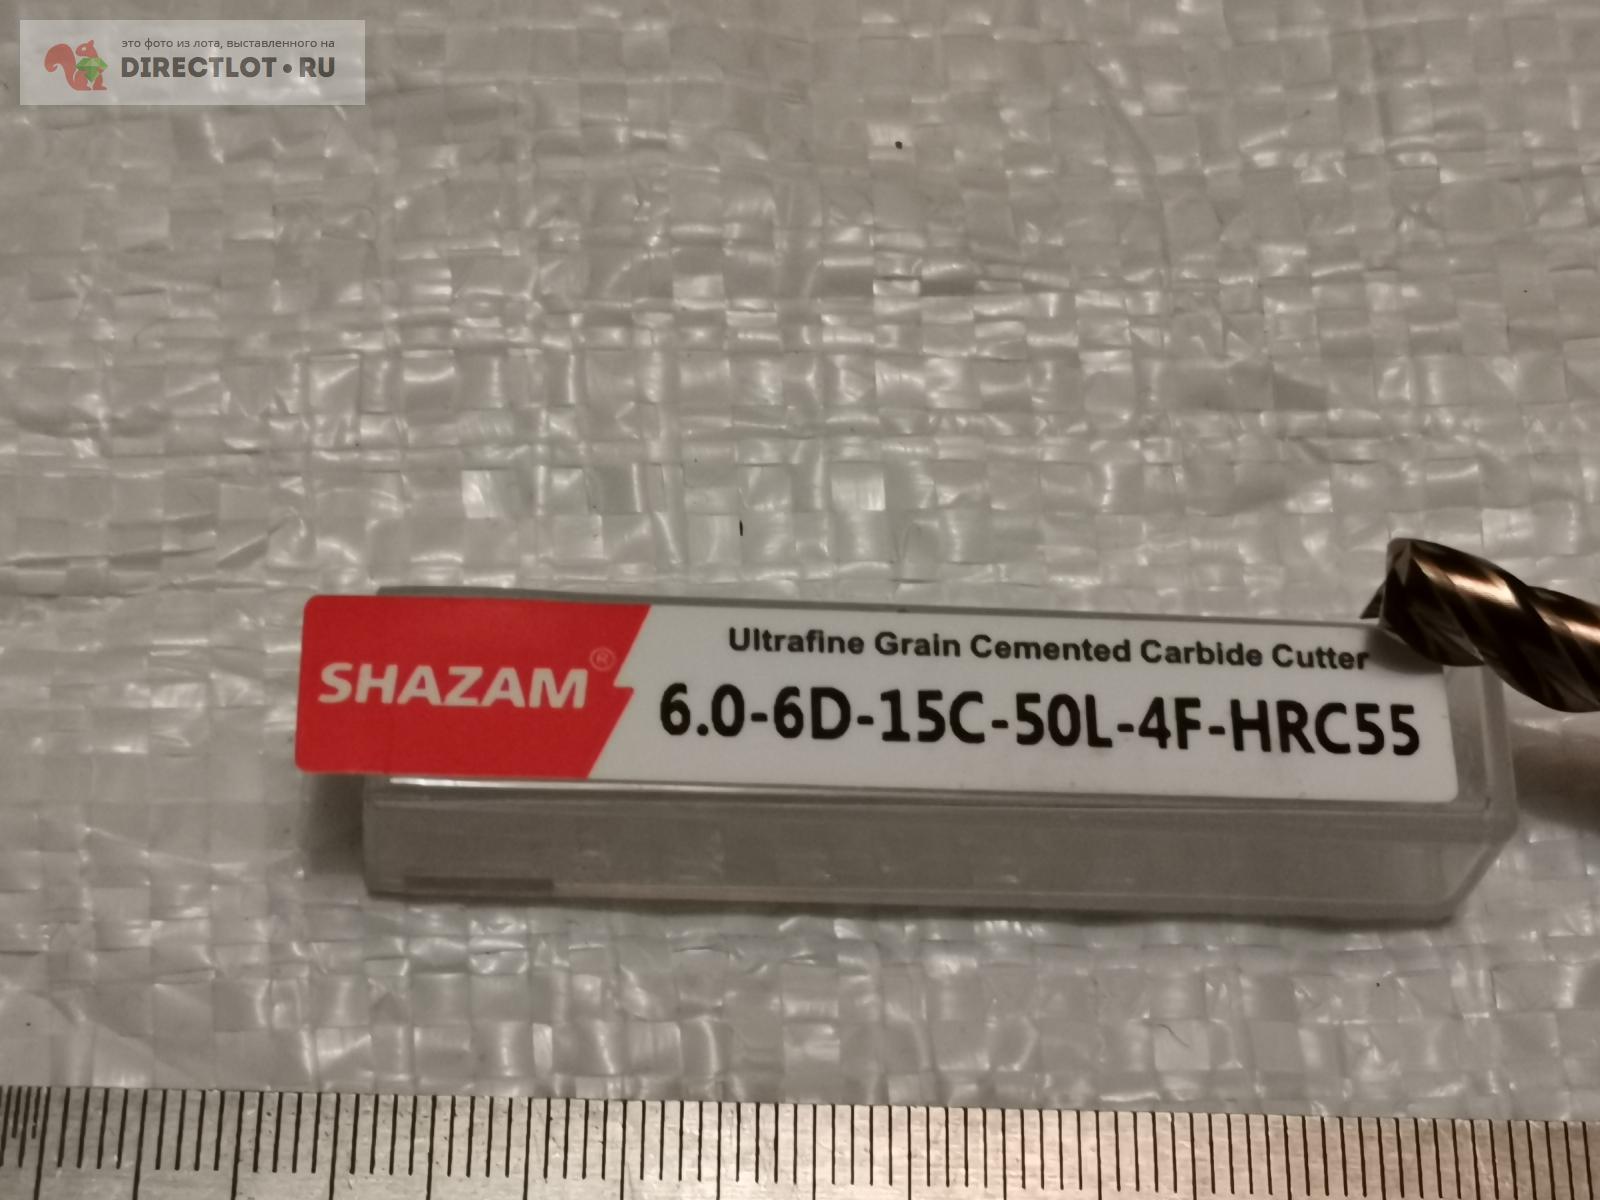 это фото из лота, выставленного на
DIRECTLOT•RU
Ultrafine Grain Cemented Carbide Cutter
SHAZAM®
6.0-6D-15C-50L-4F-HRC55